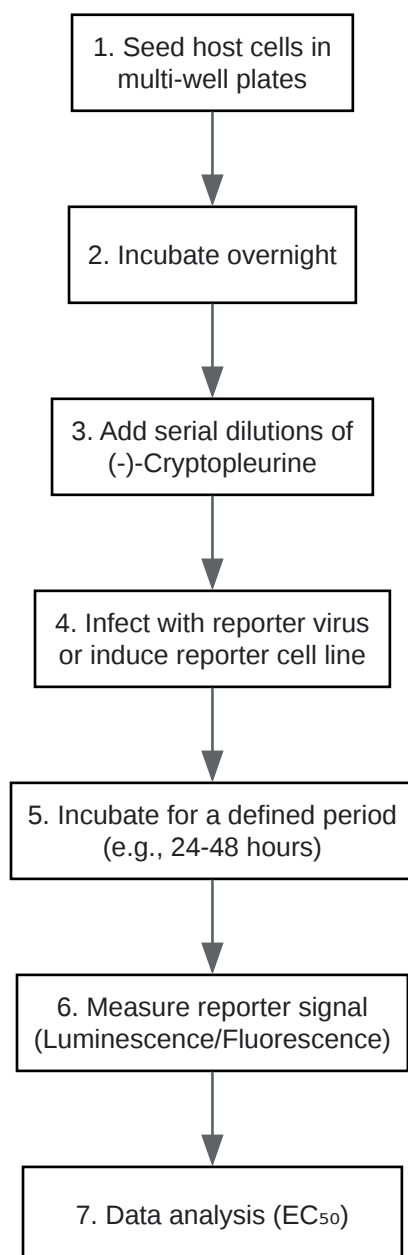 1. Seed host cells in
multi-well plates
2. Incubate overnight
3. Add serial dilutions of
(-)-Cryptopleurine
4. Infect with reporter virus
or induce reporter cell line
5. Incubate for a defined period
(e.g., 24-48 hours)
6. Measure reporter signal
(Luminescence/Fluorescence)
7. Data analysis (EC₅₀)